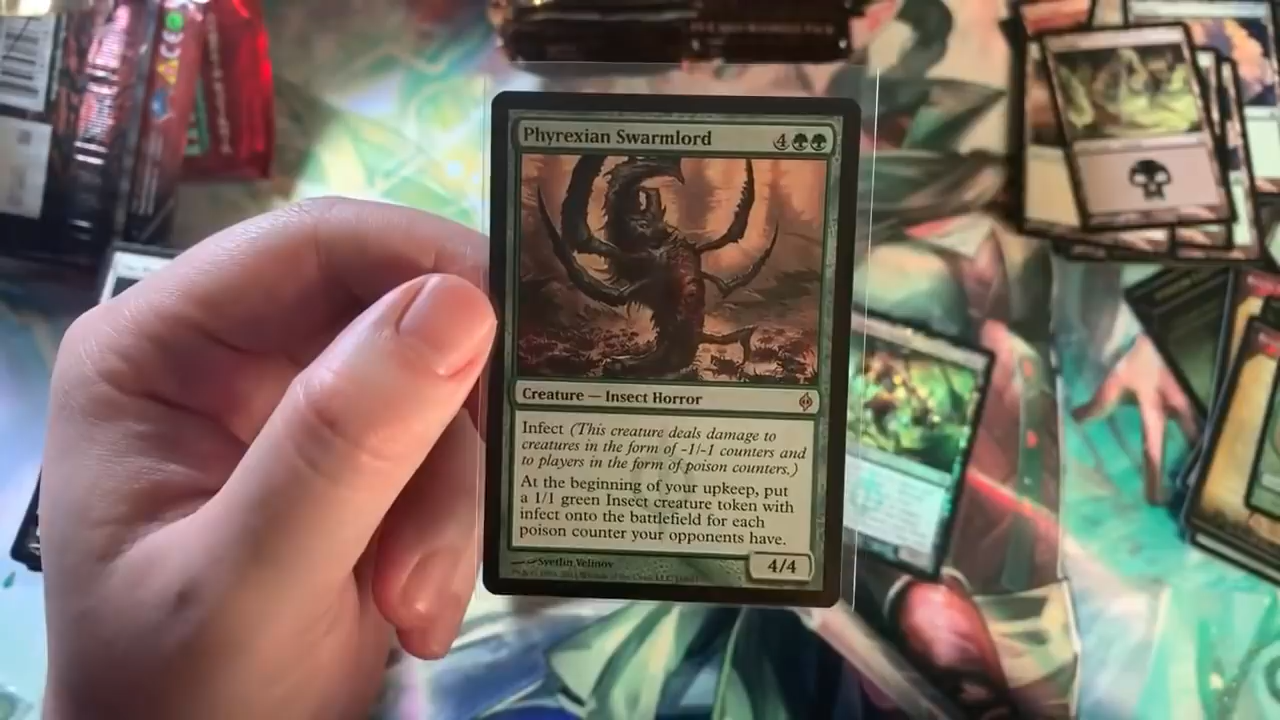 Phyrexian Swarmlord 4
Creature — Insect Horror
Infect (This creature deals damage to
creatures in the form of -1/-1 counters and
to players in the form of poison counters.)
At the beginning of your upkeep, put
a 1/1 green Insect creature token with
infect onto the battlefield for each
poison counter your opponents have.
4/4
Svetlin Velinov